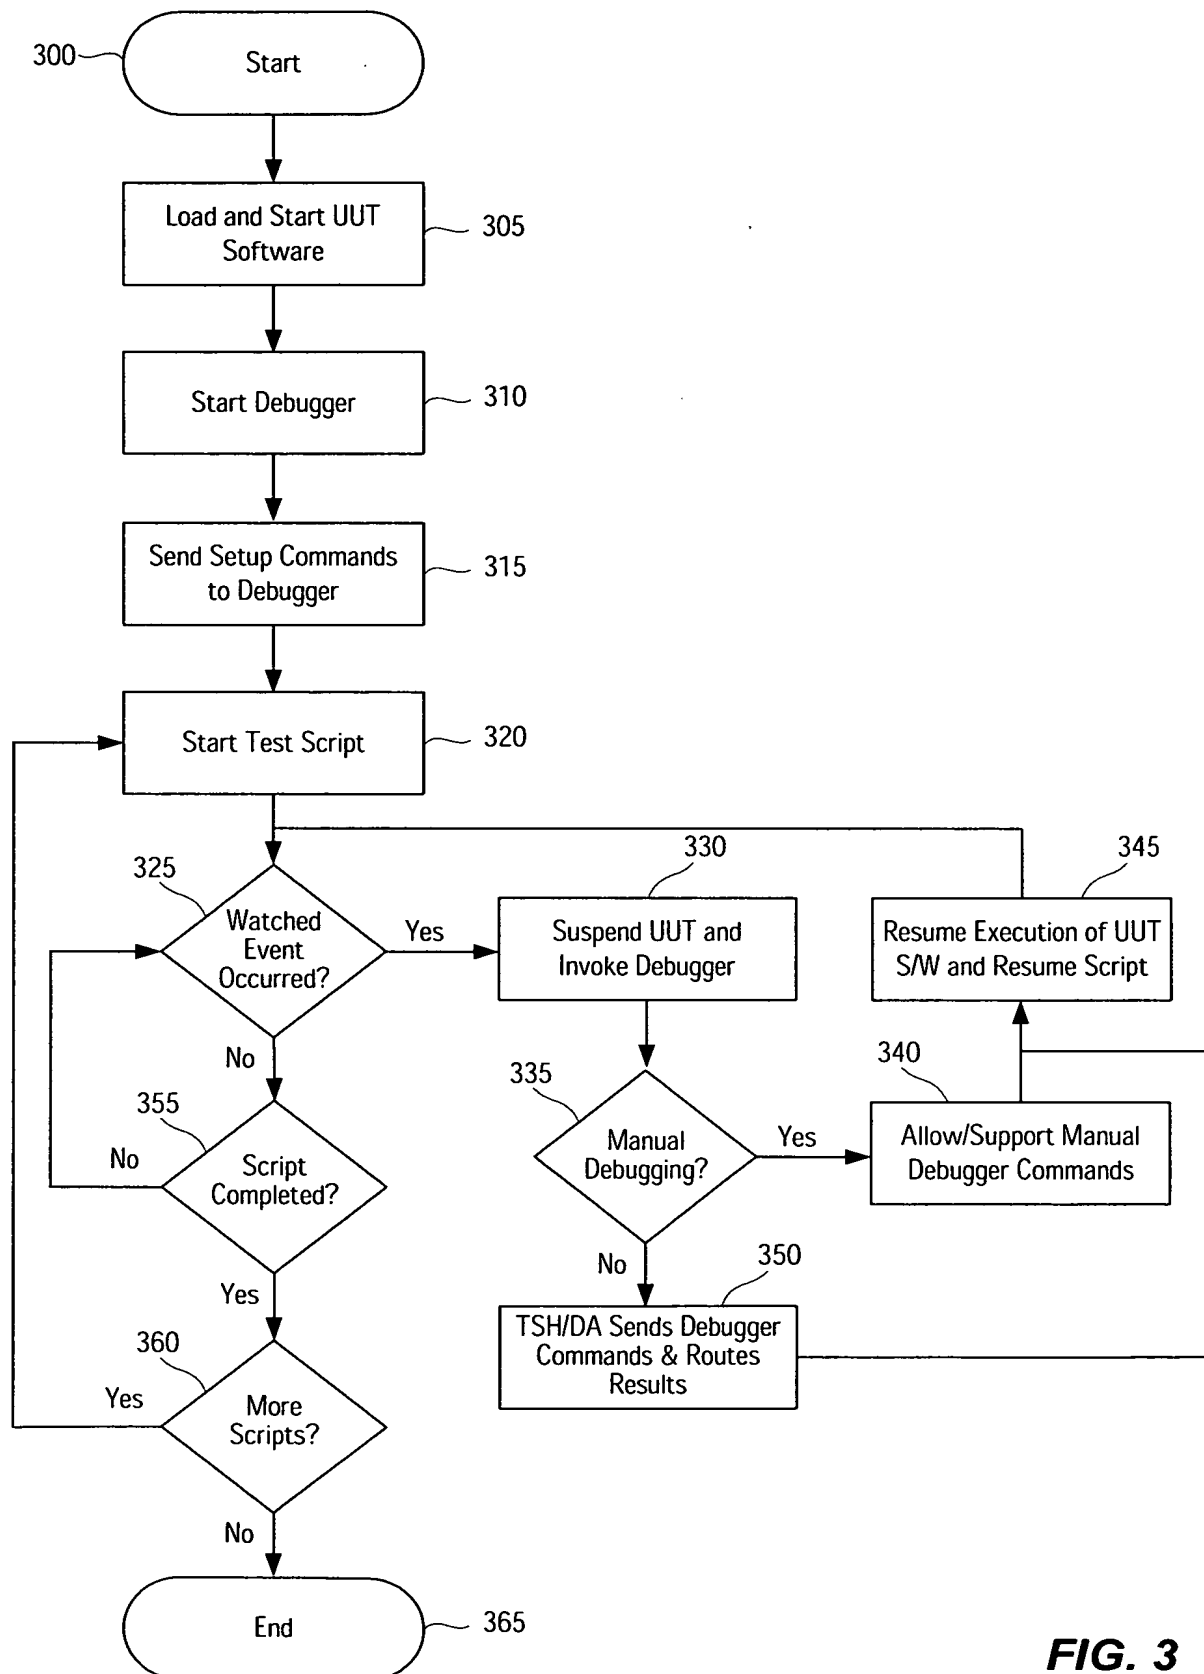 300
Start
Load and Start UUT
Software
305
Start Debugger
310
Send Setup Commands
to Debugger
315
Start Test Script
320
325
Watched
Event
Occurred?
Yes
No
330
Suspend UUT and
Invoke Debugger
345
Resume Execution of UUT
S/W and Resume Script
335
Manual
Debugging?
Yes
No
340
Allow/Support Manual
Debugger Commands
350
TSH/DA Sends Debugger
Commands & Routes
Results
355
Script
Completed?
No
Yes
360
More
Scripts?
Yes
No
End
365
FIG. 3